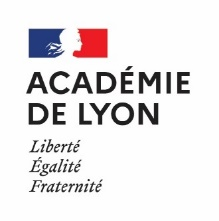 ACADÉMIE
DE LYON
Liberté
Égalité
Fraternité